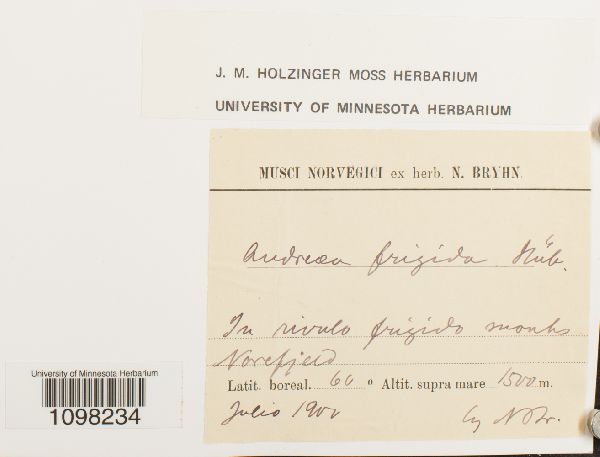 J. M. HOLZINGER MOSS HERBARIUM
UNIVERSITY OF MINNESOTA HERBARIUM
MUSCI NORVEGICI ex herb. N. BRYHN.
Andreæa frigida Hüb.
In rivulo frigido montis
Norefjeld
Latit. boreal. 60 ° Altit. supra mare 1500 m.
Julio 1900
University of Minnesota Herbarium
1098234